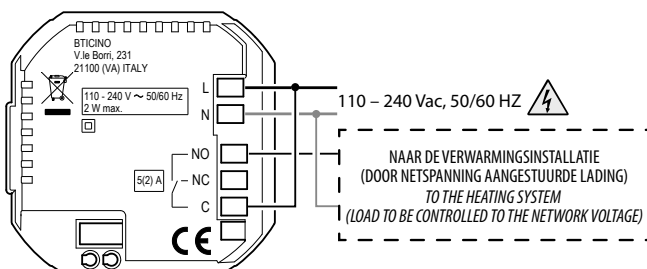 BTICINO
V.le Borri, 231
21100 (VA) ITALY
110 - 240 V ~ 50/60 Hz
2 W max.
L
N
NO
5(2) A
NC
C
CE
110 – 240 Vac, 50/60 HZ
NAAR DE VERWARMINGSINSTALLATIE
(DOOR NETSPANNING AANGESTUURDE LADING)
TO THE HEATING SYSTEM
(LOAD TO BE CONTROLLED TO THE NETWORK VOLTAGE)